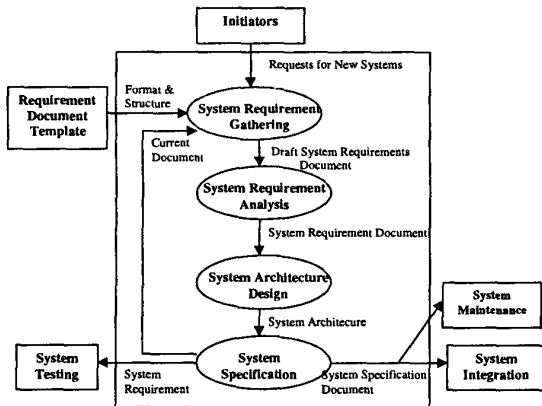 Initiators
Requests for New Systems
Requirement
Document
Template
Format &
Structure
System Requirement
Gathering
Current
Document
Draft System Requirements
Document
System Requirement
Analysis
System Requirement Document
System Architecture
Design
System
Maintenance
System Architecure
System
Testing
System
Requirement
System
Specification
System Specification
Document
System
Integration